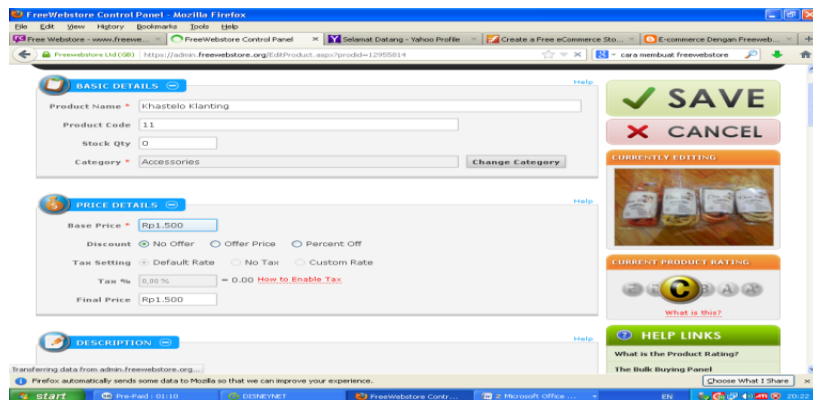 FreeWebstore Control Panel - Mozilla Firefox
File Edit View History Bookmarks Tools Help
Free Webstore - www.freewe... FreeWebstore Control Panel Selamat Datang - Yahoo Profile Create a Free eCommerce Sto... E-commerce Dengan Freeweb...
Freewebstore Ltd (GB) https://admin.freewebstore.org/EditProduct.aspx?prodid=12955814 cara membuat freewebstore
BASIC DETAILS Help
Product Name * Khastelo Klanting
Product Code 11
Stock Qty 0
Category * Accessories Change Category
SAVE
CANCEL
CURRENTLY EDITING
PRICE DETAILS Help
Base Price * Rp1.500
Discount No Offer Offer Price Percent Off
Tax Setting Default Rate No Tax Custom Rate
Tax % 0,00 % = 0.00 How to Enable Tax
Final Price Rp1.500
CURRENT PRODUCT RATING
C B A
What is this?
DESCRIPTION Help
HELP LINKS
What is the Product Rating?
The Bulk Buying Panel
Transferring data from admin.freewebstore.org...
Firefox automatically sends some data to Mozilla so that we can improve your experience. Choose What I Share
start Pre-Paid : 01:10 DISNEYNET FreeWebstore Contr... 2 Microsoft Office ... EN 20:22